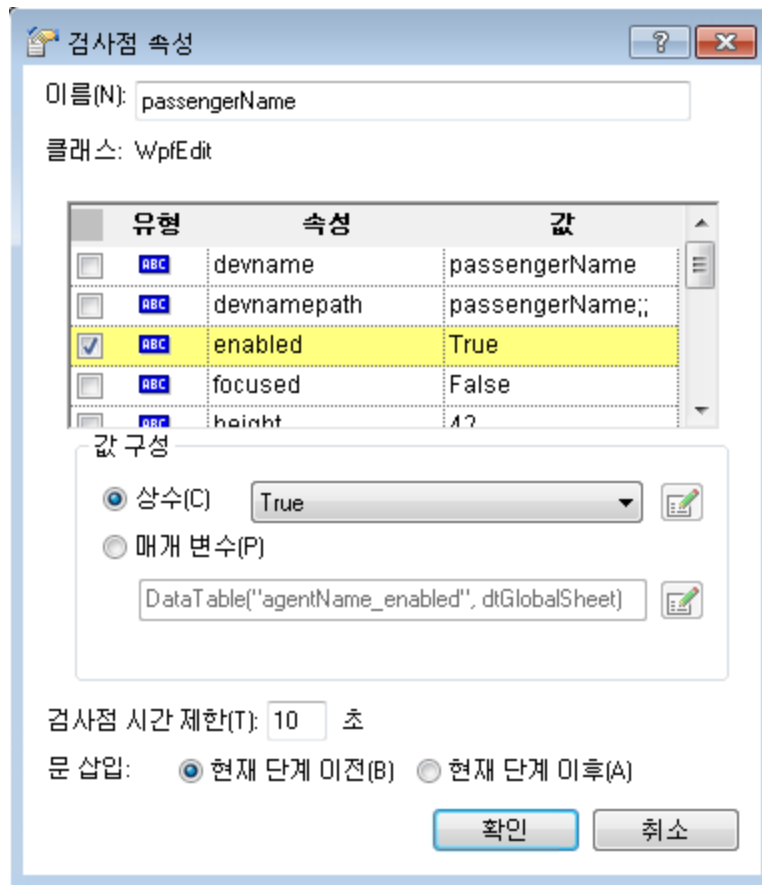 검사점 속성
이름(N): passengerName
클래스: WpfEdit
유형 속성 값
ABC devname passengerName
ABC devnamepath passengerName;;
ABC enabled True
ABC focused False
ABC height 42
값 구성
상수(C) True
매개 변수(P)
DataTable("agentName_enabled", dtGlobalSheet)
검사점 시간 제한(T): 10 초
문 삽입: 현재 단계 이전(B) 현재 단계 이후(A)
확인 취소